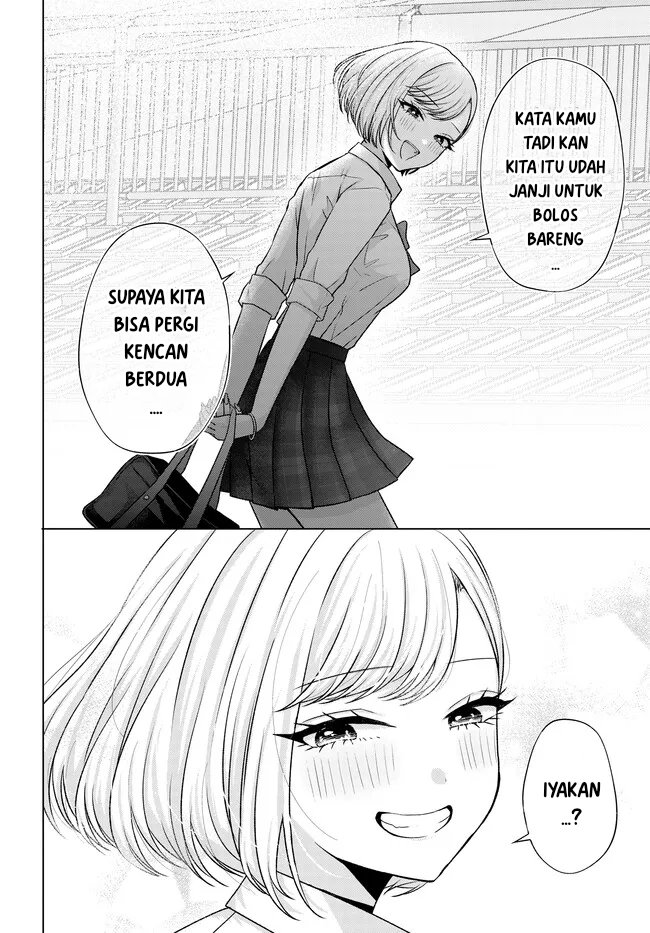 KATA KAMU
TADI KAN
KITA ITU UDAH
JANJI UNTUK
BOLOS
BARENG
...
SUPAYA KITA
BISA PERGI
KENCAN
BERDUA
....
IYAKAN
...?